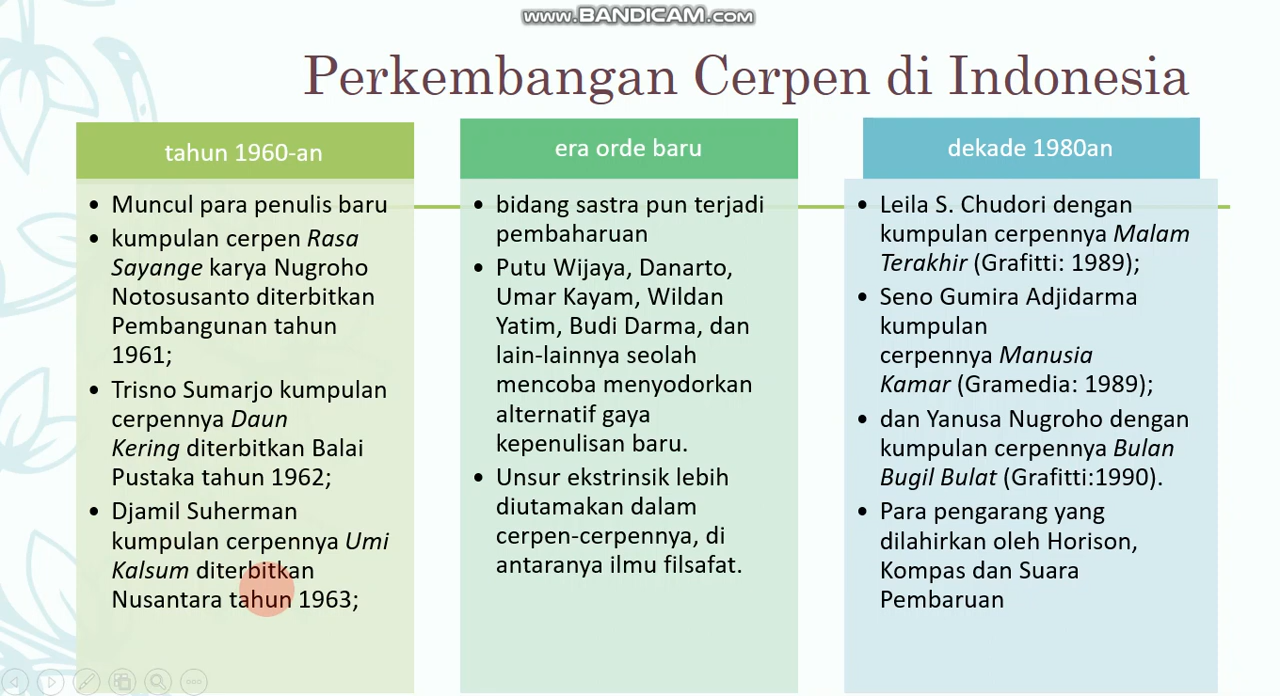 www.BANDICAM.com
Perkembangan Cerpen di Indonesia
tahun 1960-an
• Muncul para penulis baru
• kumpulan cerpen Rasa
Sayange karya Nugroho
Notosusanto diterbitkan
Pembangunan tahun
1961;
• Trisno Sumarjo kumpulan
cerpennya Daun
Kering diterbitkan Balai
Pustaka tahun 1962;
• Djamil Suherman
kumpulan cerpennya Umi
Kalsum diterbitkan
Nusantara tahun 1963;
era orde baru
• bidang sastra pun terjadi
pembaharuan
• Putu Wijaya, Danarto,
Umar Kayam, Wildan
Yatim, Budi Darma, dan
lain-lainnya seolah
mencoba menyodorkan
alternatif gaya
kepenulisan baru.
• Unsur ekstrinsik lebih
diutamakan dalam
cerpen-cerpennya, di
antaranya ilmu filsafat.
dekade 1980an
• Leila S. Chudori dengan
kumpulan cerpennya Malam
Terakhir (Grafitti: 1989);
• Seno Gumira Adjidarma
kumpulan
cerpennya Manusia
Kamar (Gramedia: 1989);
• dan Yanusa Nugroho dengan
kumpulan cerpennya Bulan
Bugil Bulat (Grafitti:1990).
• Para pengarang yang
dilahirkan oleh Horison,
Kompas dan Suara
Pembaruan